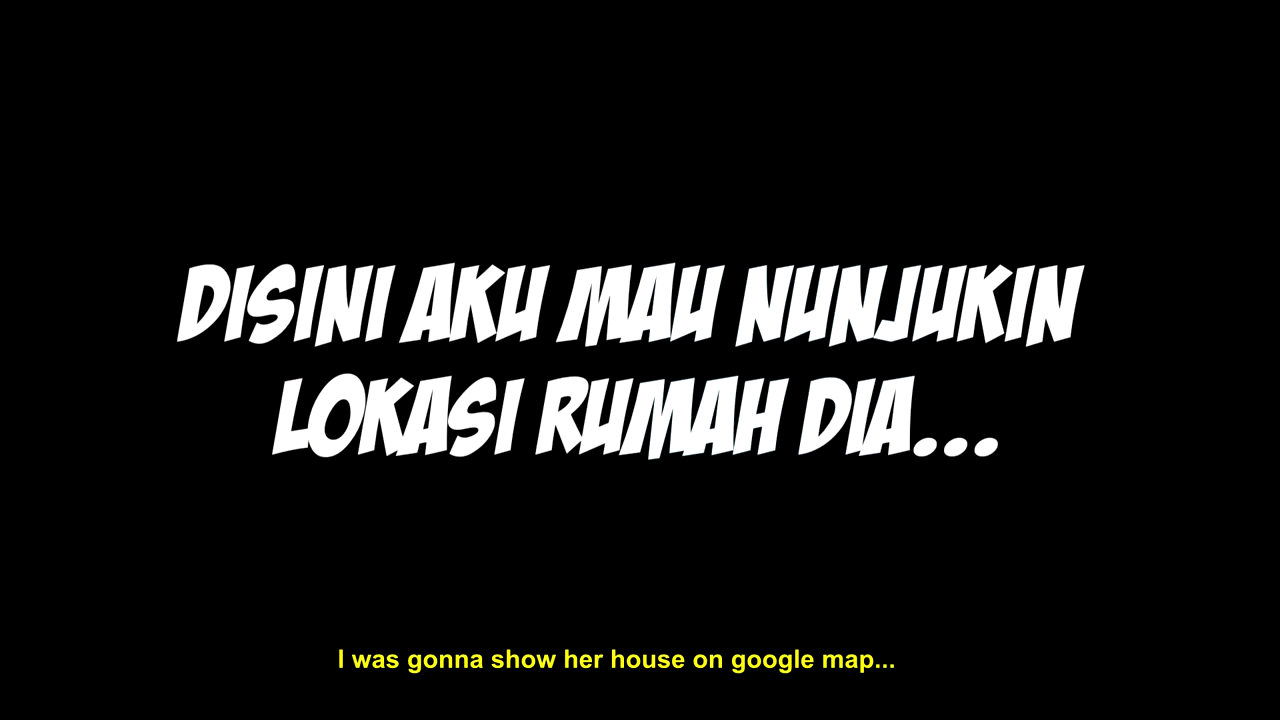 DISINI AKU MAU NUNJUKIN
LOKASI RUMAH DIA...
I was gonna show her house on google map...